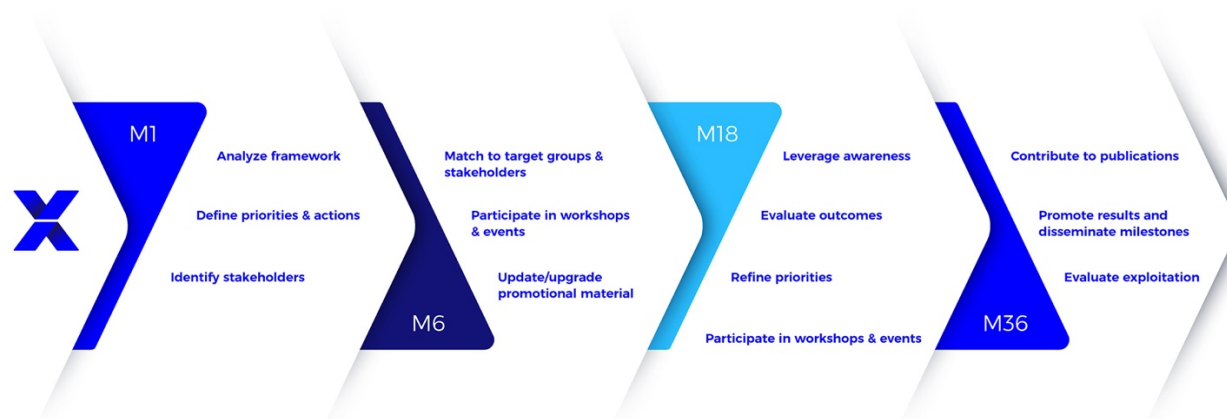 M1
Analyze framework
Define priorities & actions
Identify stakeholders
M6
Match to target groups &
stakeholders
Participate in workshops
& events
Update/upgrade
promotional material
M18
Leverage awareness
Evaluate outcomes
Refine priorities
Participate in workshops & events
M36
Contribute to publications
Promote results and
disseminate milestones
Evaluate exploitation